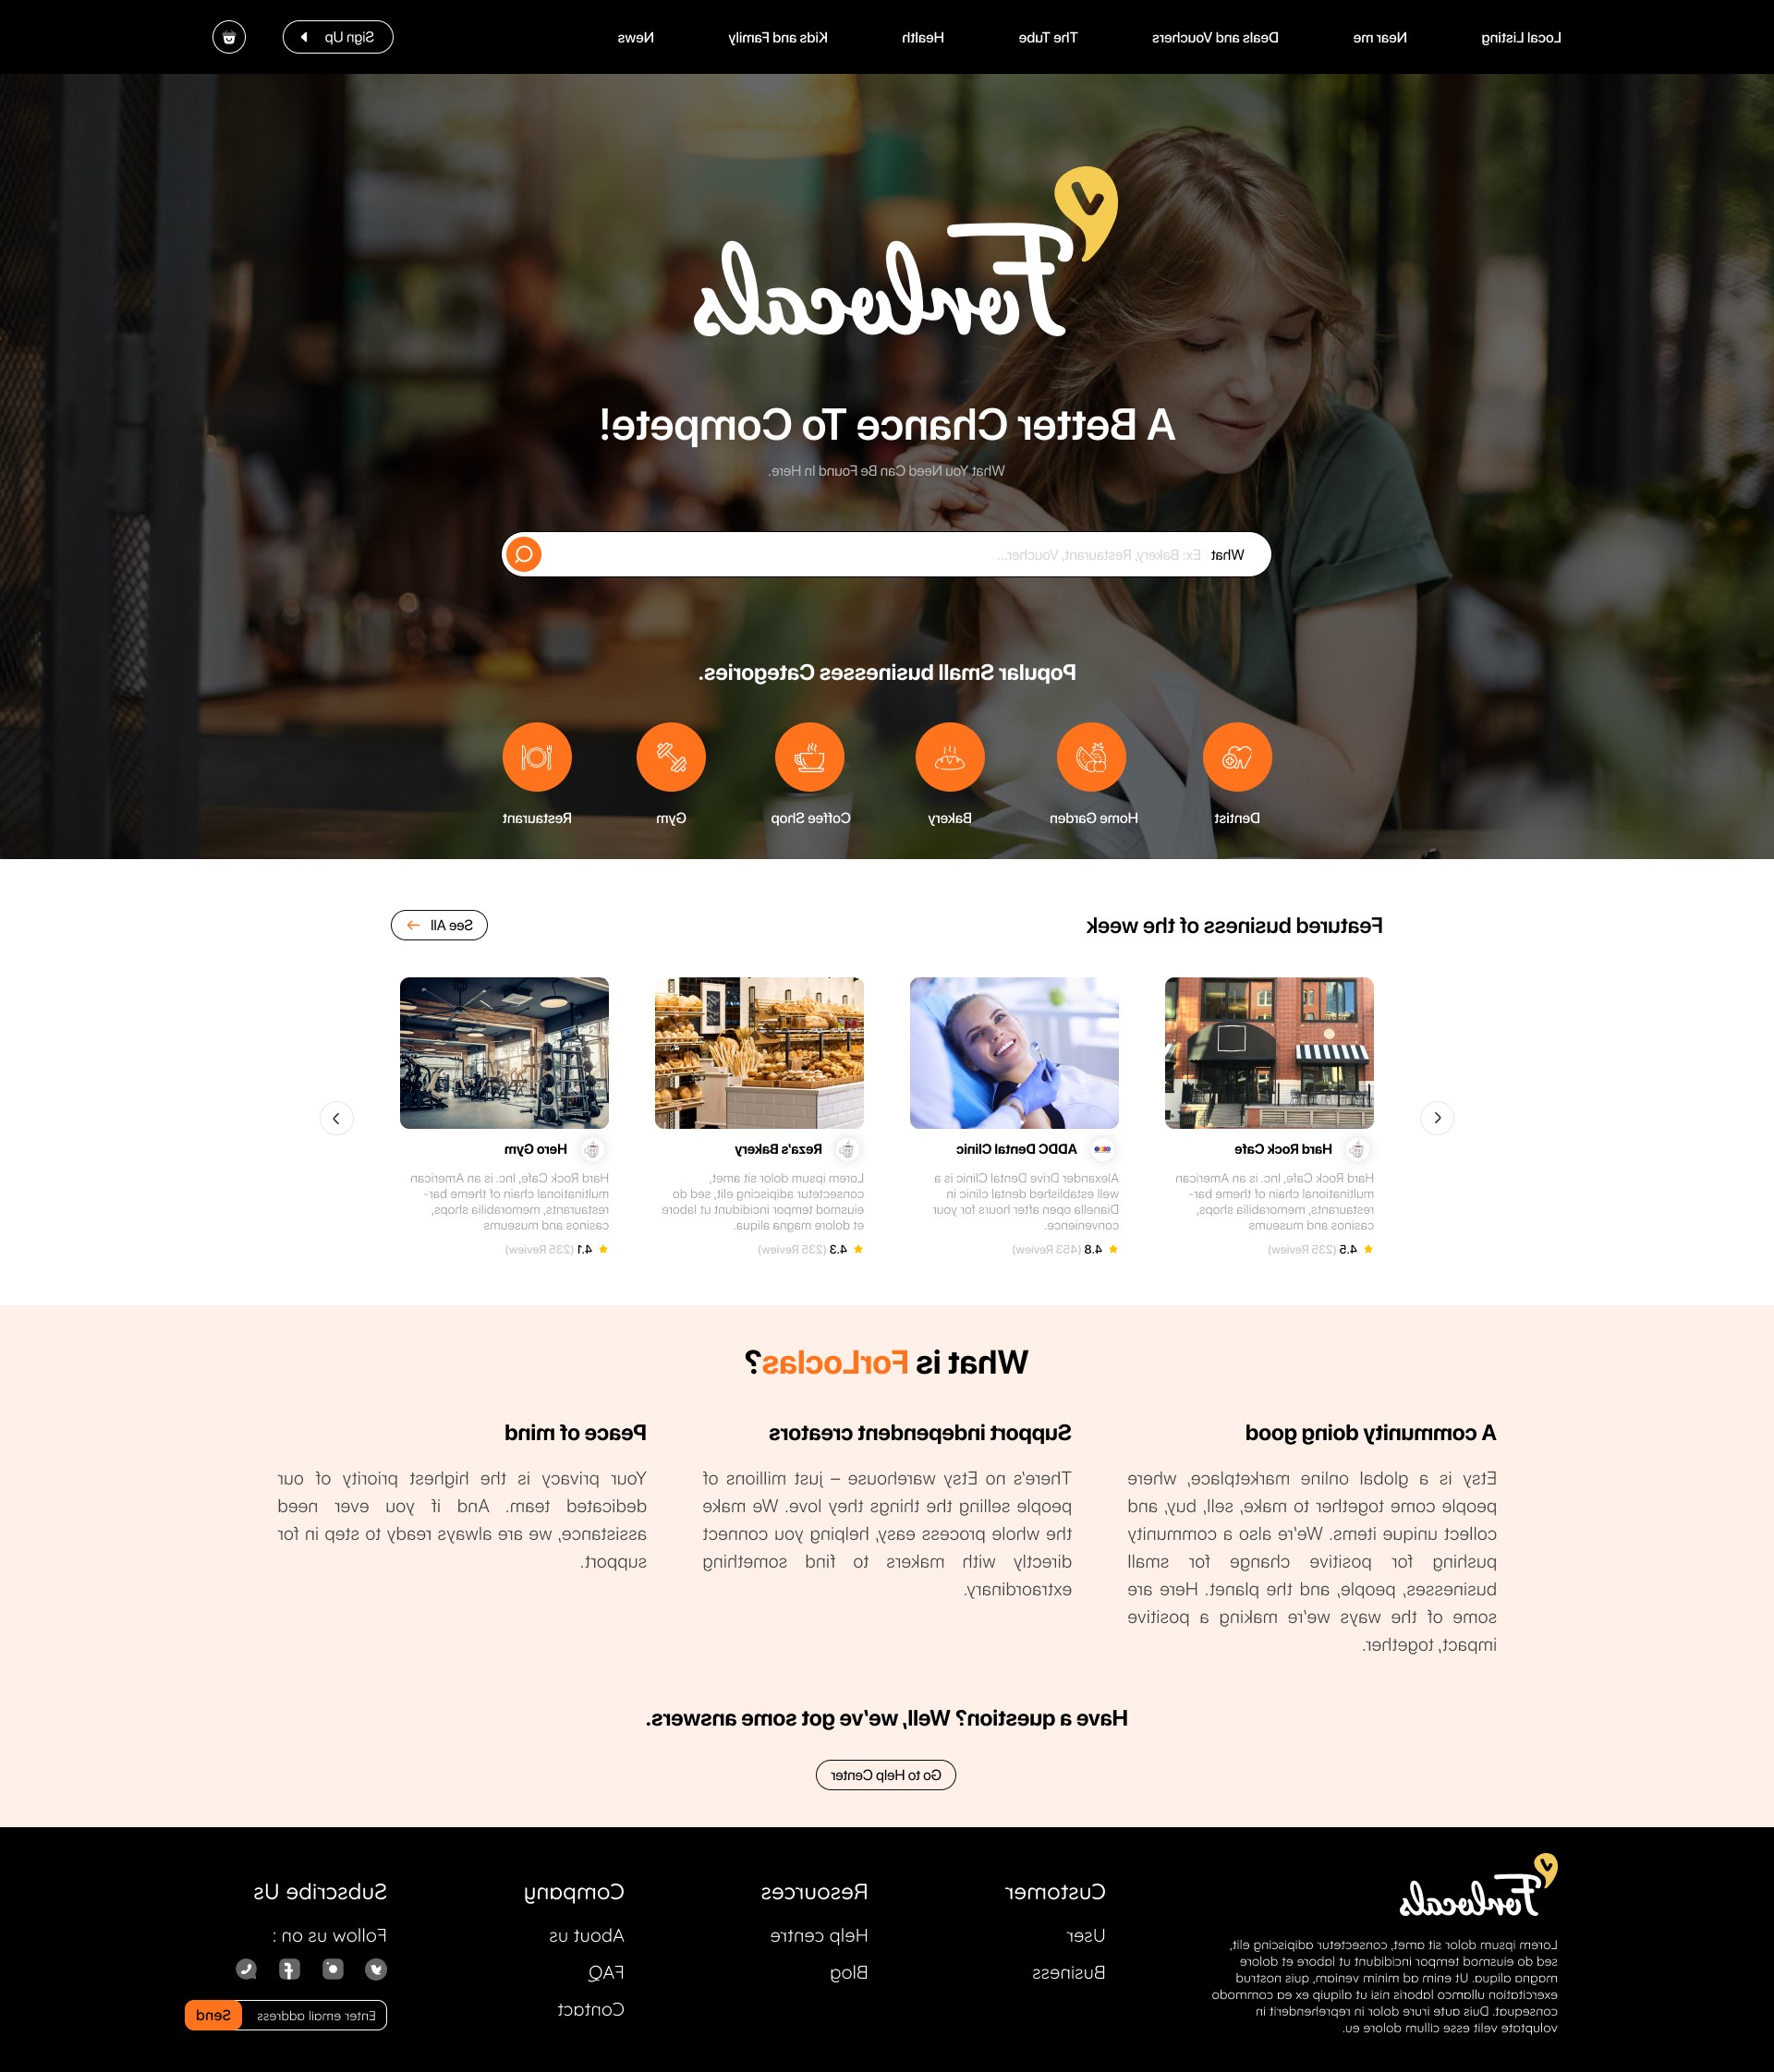 Local Listing
Near me
Deals and Vouchers
The Tube
Health
Kids and Family
News
Sign Up
Forlocals
A Better Chance To Compete!
What You Need Can Be Found In Here.
What Ex: Bakery, Restaurant, Voucher...
Popular Small businesses Categories.
Dentist
Home Garden
Bakery
Coffee Shop
Gym
Restaurant
Featured business of the week
See All
Hard Rock Cafe
Hard Rock Cafe, Inc. is an American
multinational chain of theme bar-
restaurants, memorabilia shops,
casinos and museums
4.5 (235 Review)
ADDC Dental Clinic
Alexander Drive Dental Clinic is a
well established dental clinic in
Dianella open after hours for your
convenience.
4.8 (453 Review)
Reza's Bakery
Lorem ipsum dolor sit amet,
consectetur adipiscing elit, sed do
eiusmod tempor incididunt ut labore
et dolore magna aliqua.
4.3 (235 Review)
Hero Gym
Hard Rock Cafe, Inc. is an American
multinational chain of theme bar-
restaurants, memorabilia shops,
casinos and museums
4.1 (235 Review)
What is ForLoclas?
A community doing good
Etsy is a global online marketplace, where
people come together to make, sell, buy, and
collect unique items. We're also a community
pushing for positive change for small
businesses, people, and the planet. Here are
some of the ways we're making a positive
impact, together.
Support independent creators
There's no Etsy warehouse – just millions of
people selling the things they love. We make
the whole process easy, helping you connect
directly with makers to find something
extraordinary.
Peace of mind
Your privacy is the highest priority of our
dedicated team. And if you ever need
assistance, we are always ready to step in for
support.
Have a question? Well, we've got some answers.
Go to Help Center
Forlocals
Lorem ipsum dolor sit amet, consectetur adipiscing elit,
sed do eiusmod tempor incididunt ut labore et dolore
magna aliqua. Ut enim ad minim veniam, quis nostrud
exercitation ullamco laboris nisi ut aliquip ex ea commodo
consequat. Duis aute irure dolor in reprehenderit in
voluptate velit esse cillum dolore eu.
Customer
User
Business
Resources
Help centre
Blog
Company
About us
FAQ
Contact
Subscribe Us
Follow us on :
Enter email address
Send